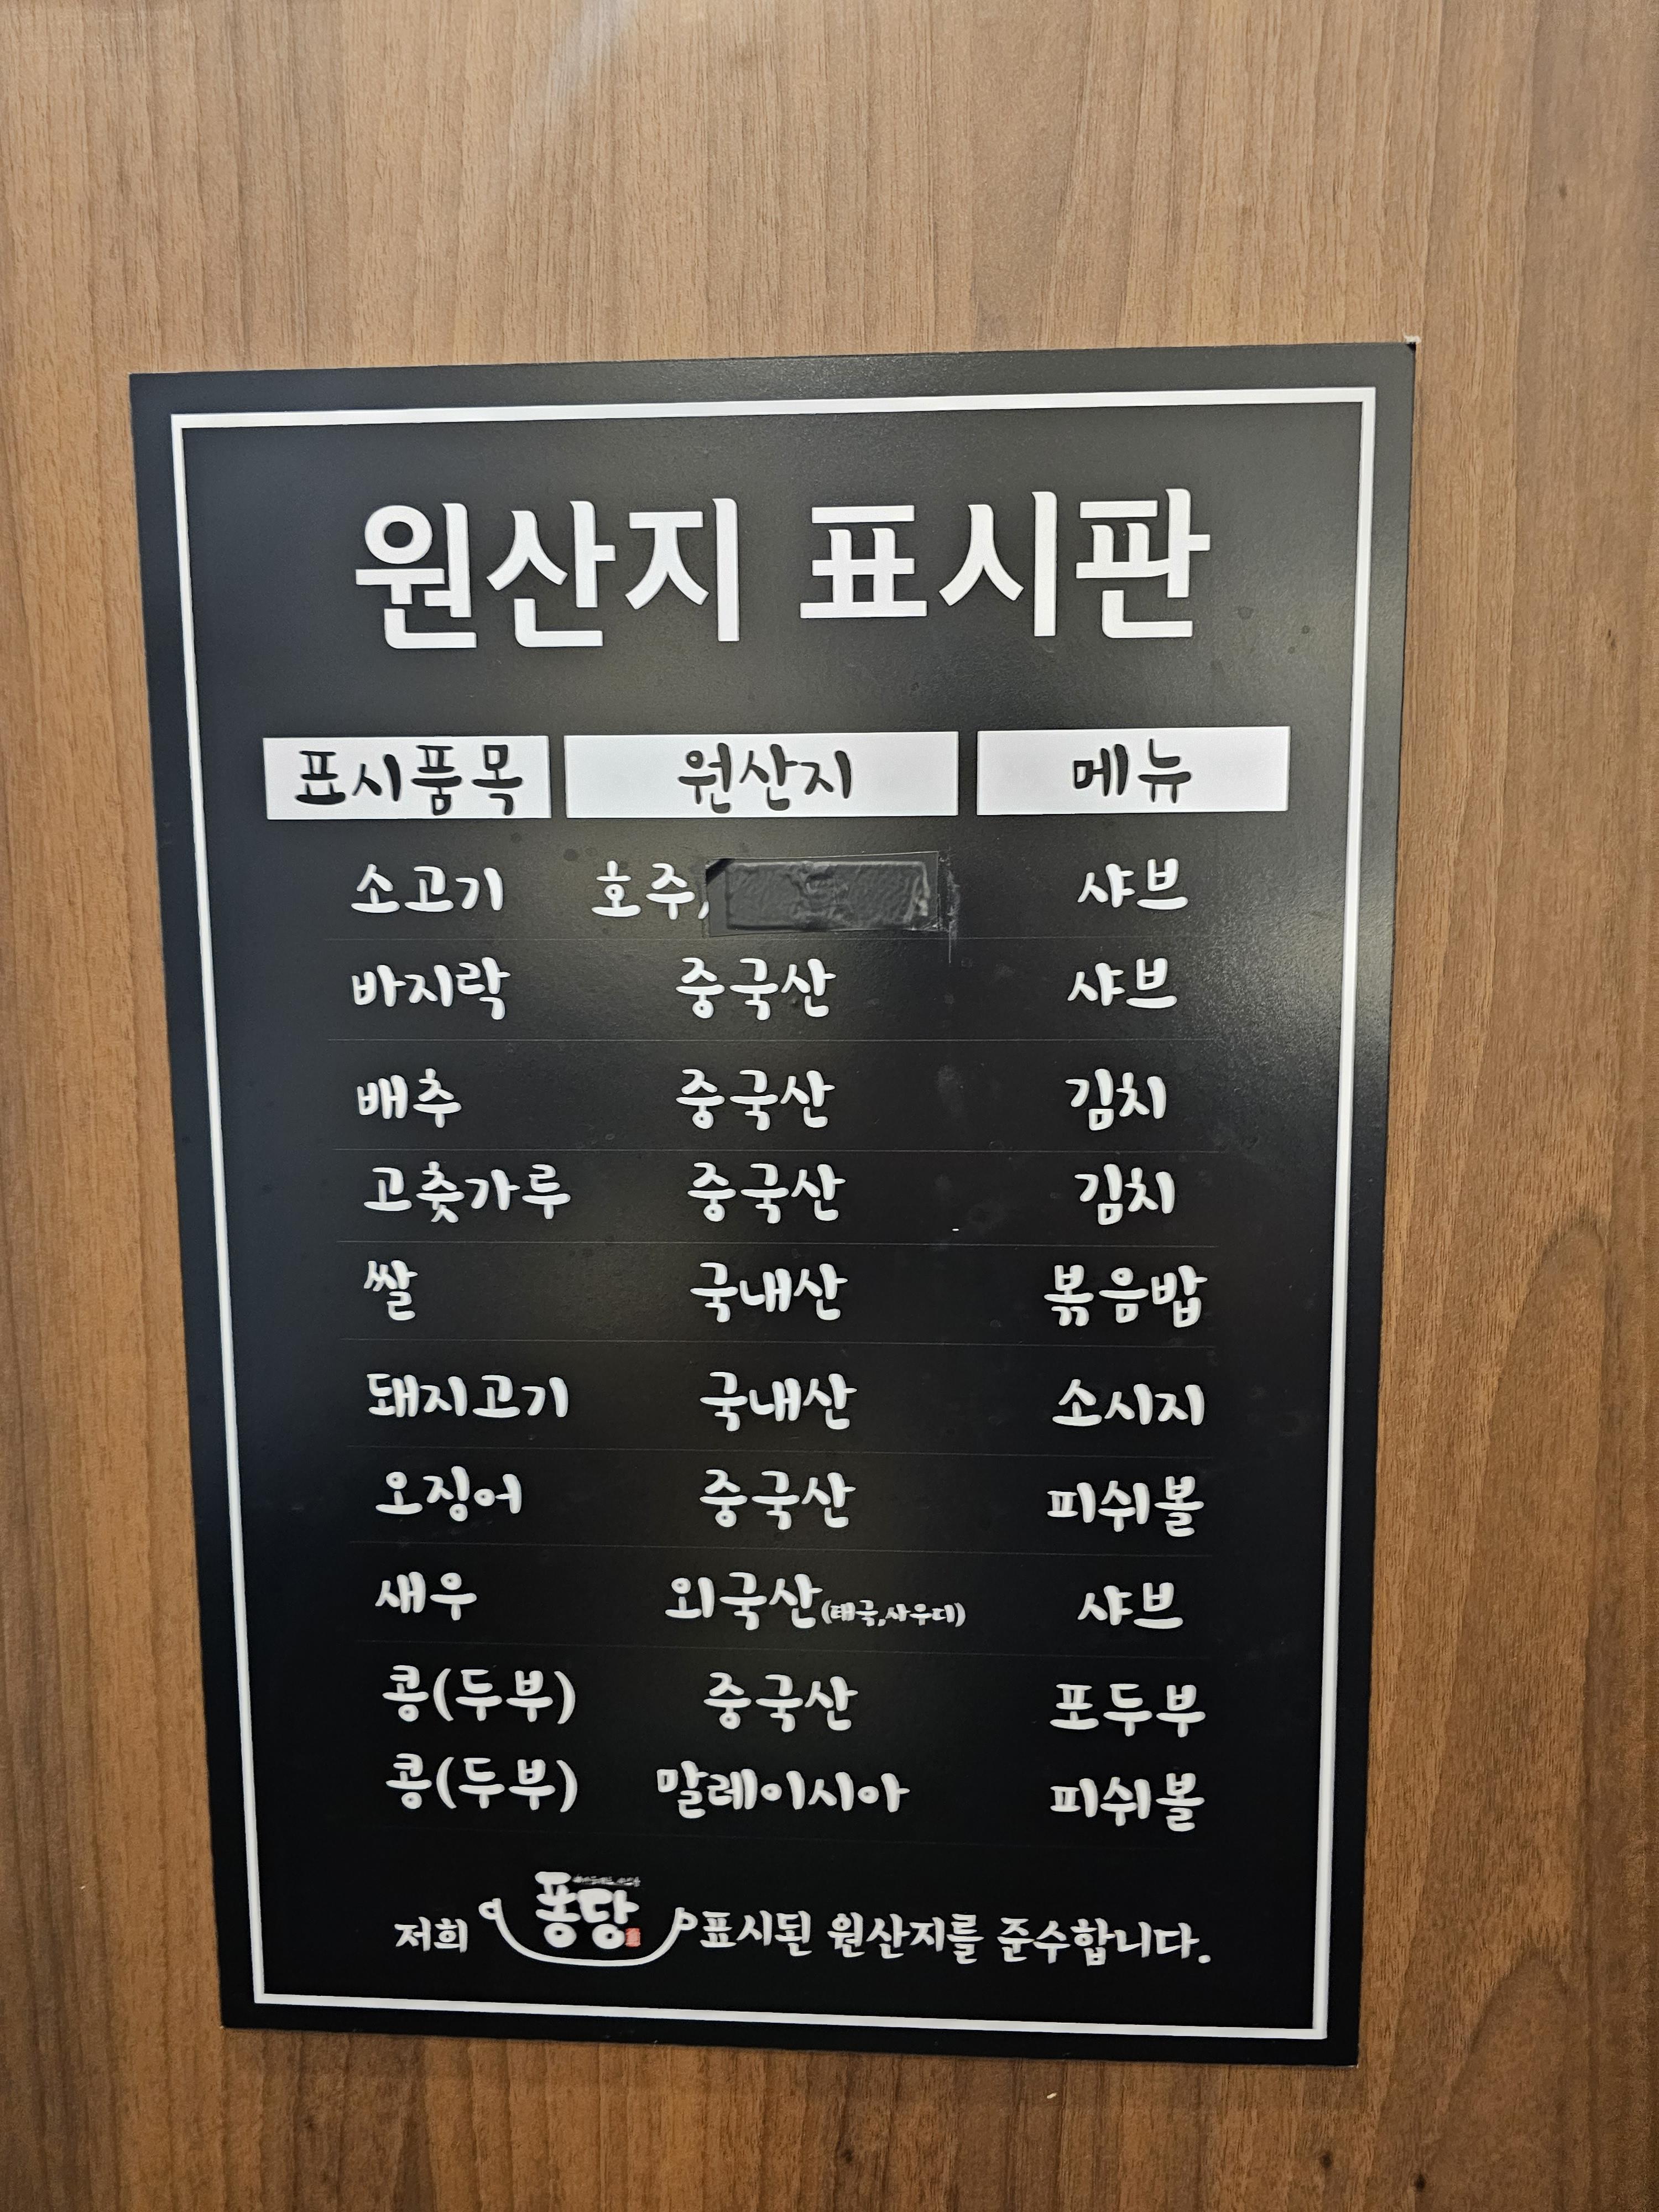 원산지 표시판
표시품목 원산지 메뉴
소고기 호주, 샤브
바지락 중국산 샤브
배추 중국산 김치
고춧가루 중국산 김치
쌀 국내산 볶음밥
돼지고기 국내산 소시지
오징어 중국산 피쉬볼
새우 외국산(태국,사우디) 샤브
콩(두부) 중국산 포두부
콩(두부) 말레이시아 피쉬볼
저희 퐁당 표시된 원산지를 준수합니다.